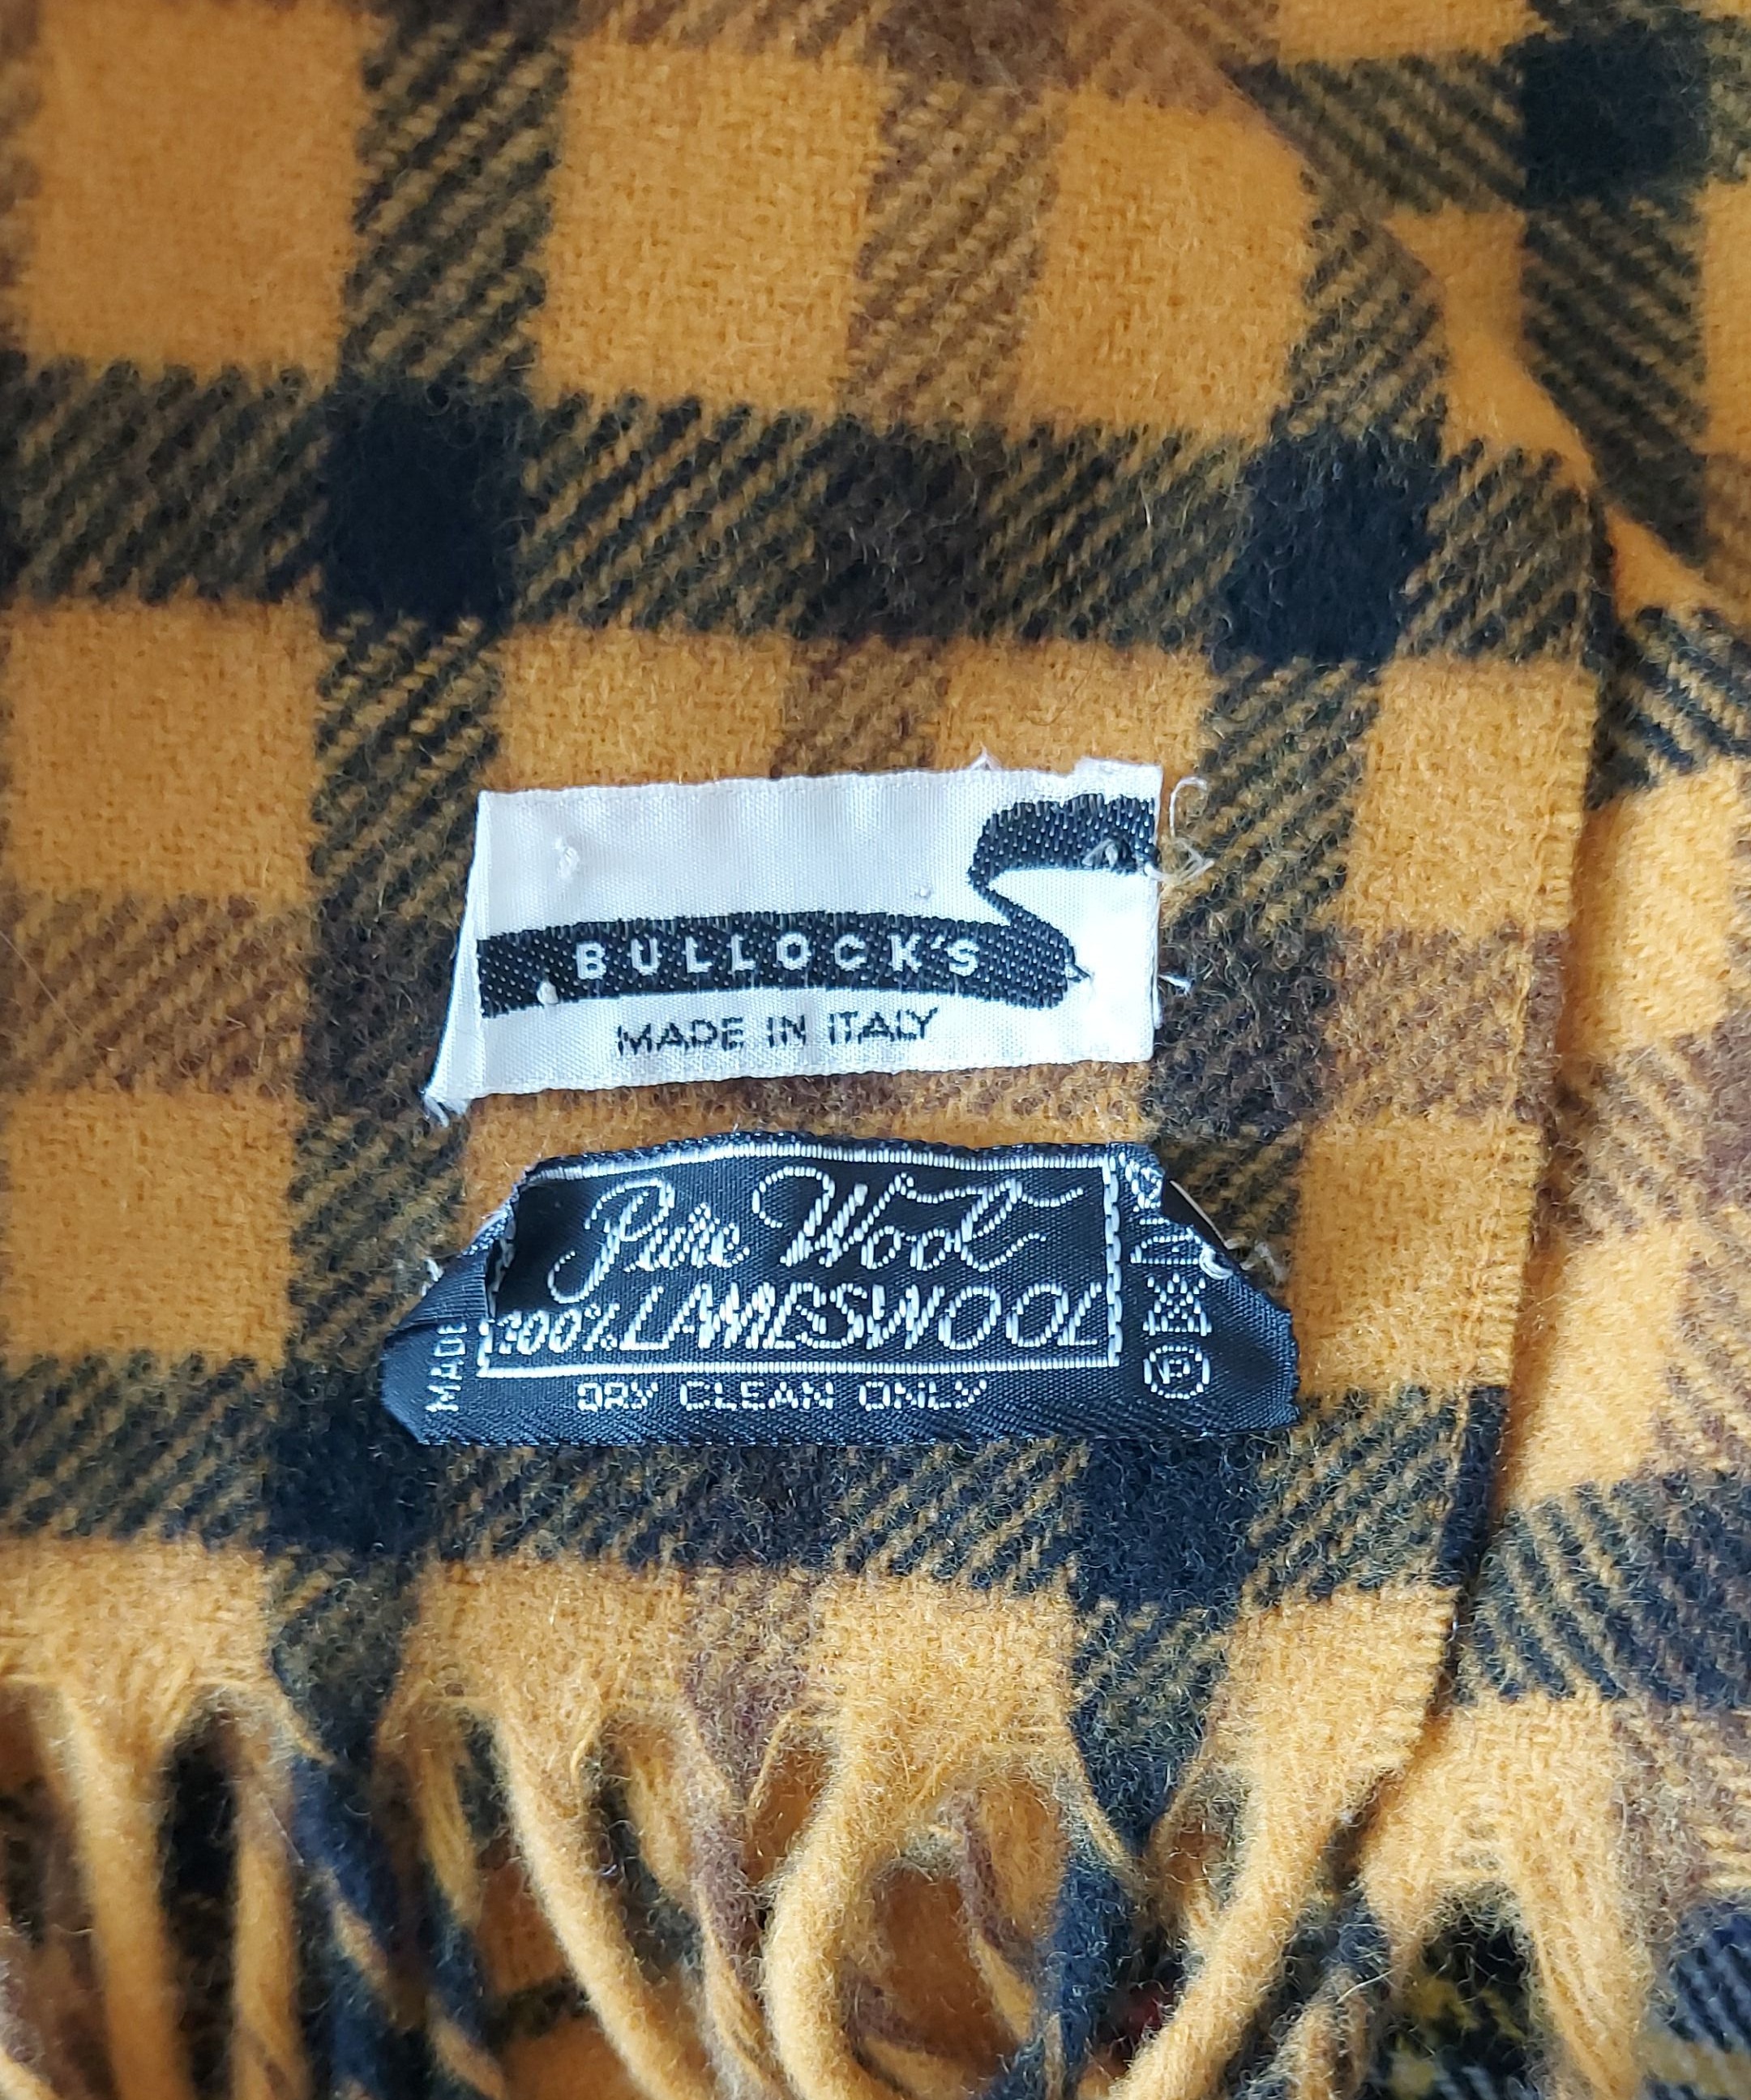 BULLOCK'S
MADE IN ITALY
Pure Wool
100% LAMBSWOOL
DRY CLEAN ONLY
MADE
P